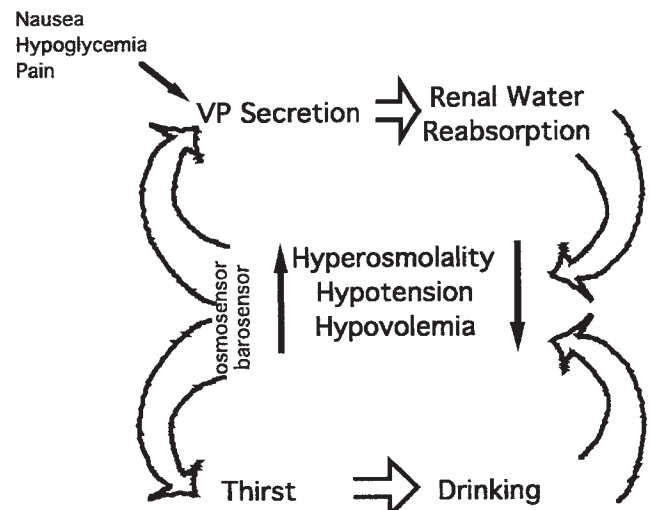 Nausea
Hypoglycemia
Pain
VP Secretion
Renal Water
Reabsorption
osmosensor
barosensor
Hyperosmolality
Hypotension
Hypovolemia
Thirst
Drinking